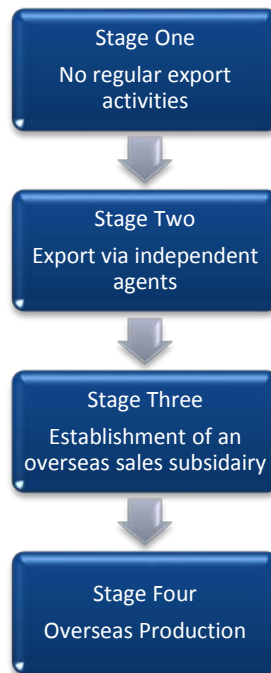 Stage One
No regular export
activities
Stage Two
Export via independent
agents
Stage Three
Establishment of an
overseas sales subsidairy
Stage Four
Overseas Production